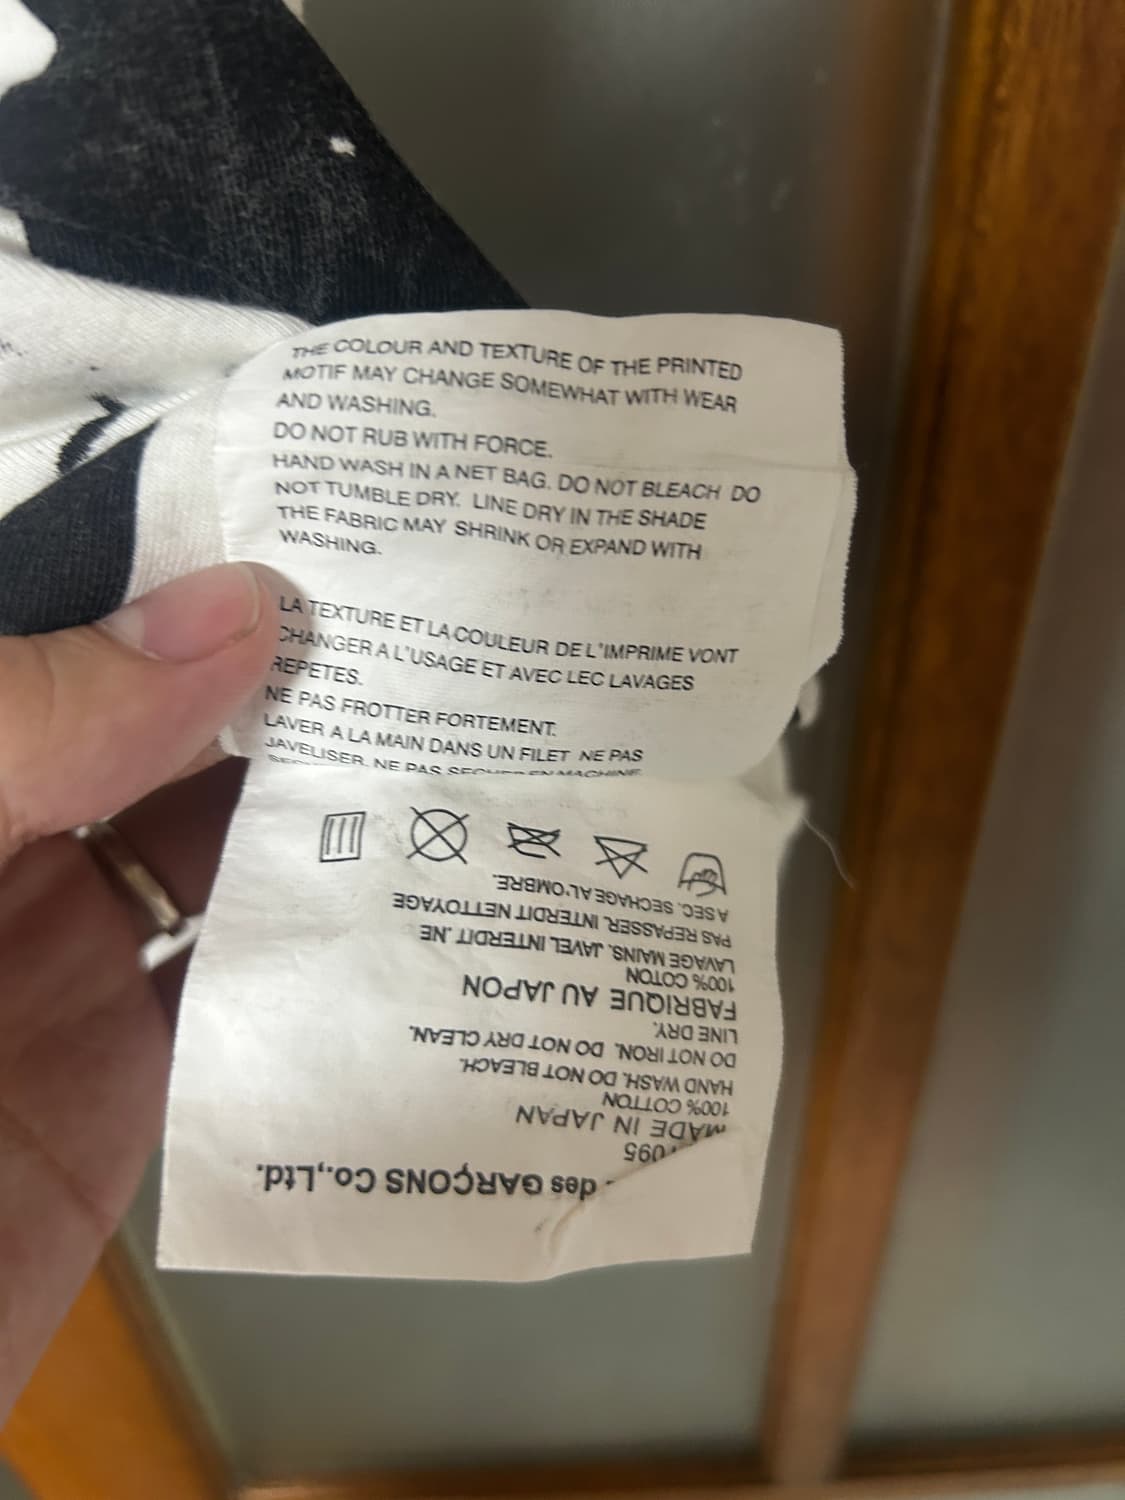 THE COLOUR AND TEXTURE OF THE PRINTED
MOTIF MAY CHANGE SOMEWHAT WITH WEAR
AND WASHING.
DO NOT RUB WITH FORCE.
HAND WASH IN A NET BAG. DO NOT BLEACH DO
NOT TUMBLE DRY. LINE DRY IN THE SHADE
THE FABRIC MAY SHRINK OR EXPAND WITH
WASHING.
LA TEXTURE ET LA COULEUR DE L'IMPRIME VONT
CHANGER A L'USAGE ET AVEC LEC LAVAGES
REPETES.
NE PAS FROTTER FORTEMENT.
LAVER A LA MAIN DANS UN FILET NE PAS
JAVELISER. NE PAS SECHER EN MACHINE.
des GARÇONS Co.,Ltd.
095
MADE IN JAPAN
100% COTTON
HAND WASH. DO NOT BLEACH.
DO NOT IRON. DO NOT DRY CLEAN.
LINE DRY.
FABRIQUE AU JAPON
100% COTON
LAVAGE MAINS. JAVEL INTERDIT. NE
PAS REPASSER. INTERDIT NETTOYAGE
A SEC. SECHAGE A L'OMBRE.